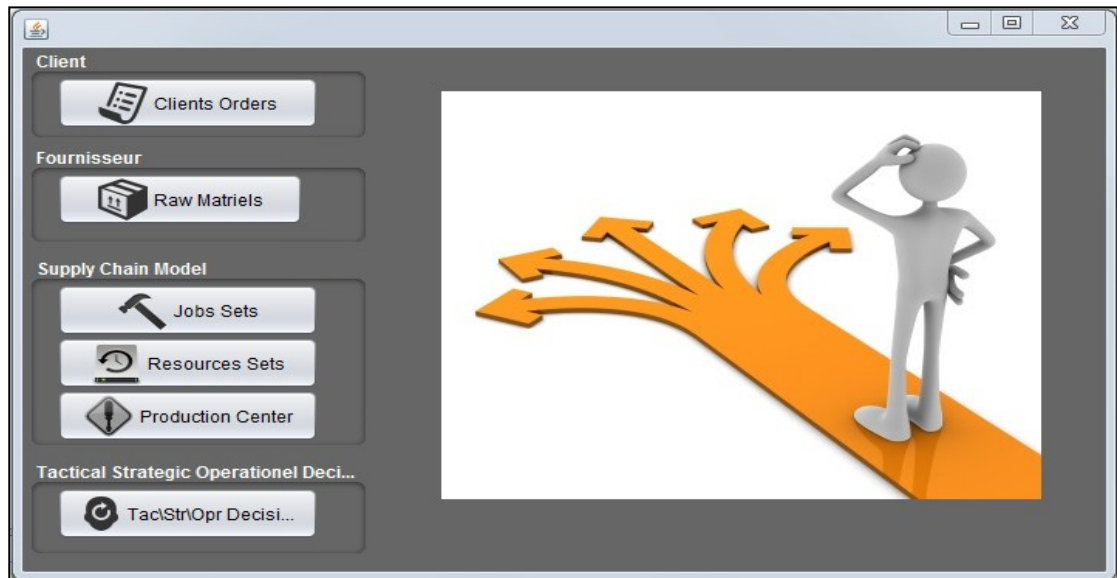 Client
Clients Orders
Fournisseur
Raw Matriels
Supply Chain Model
Jobs Sets
Resources Sets
Production Center
Tactical Strategic Operationel Deci...
Tac\Str\Opr Decisi...